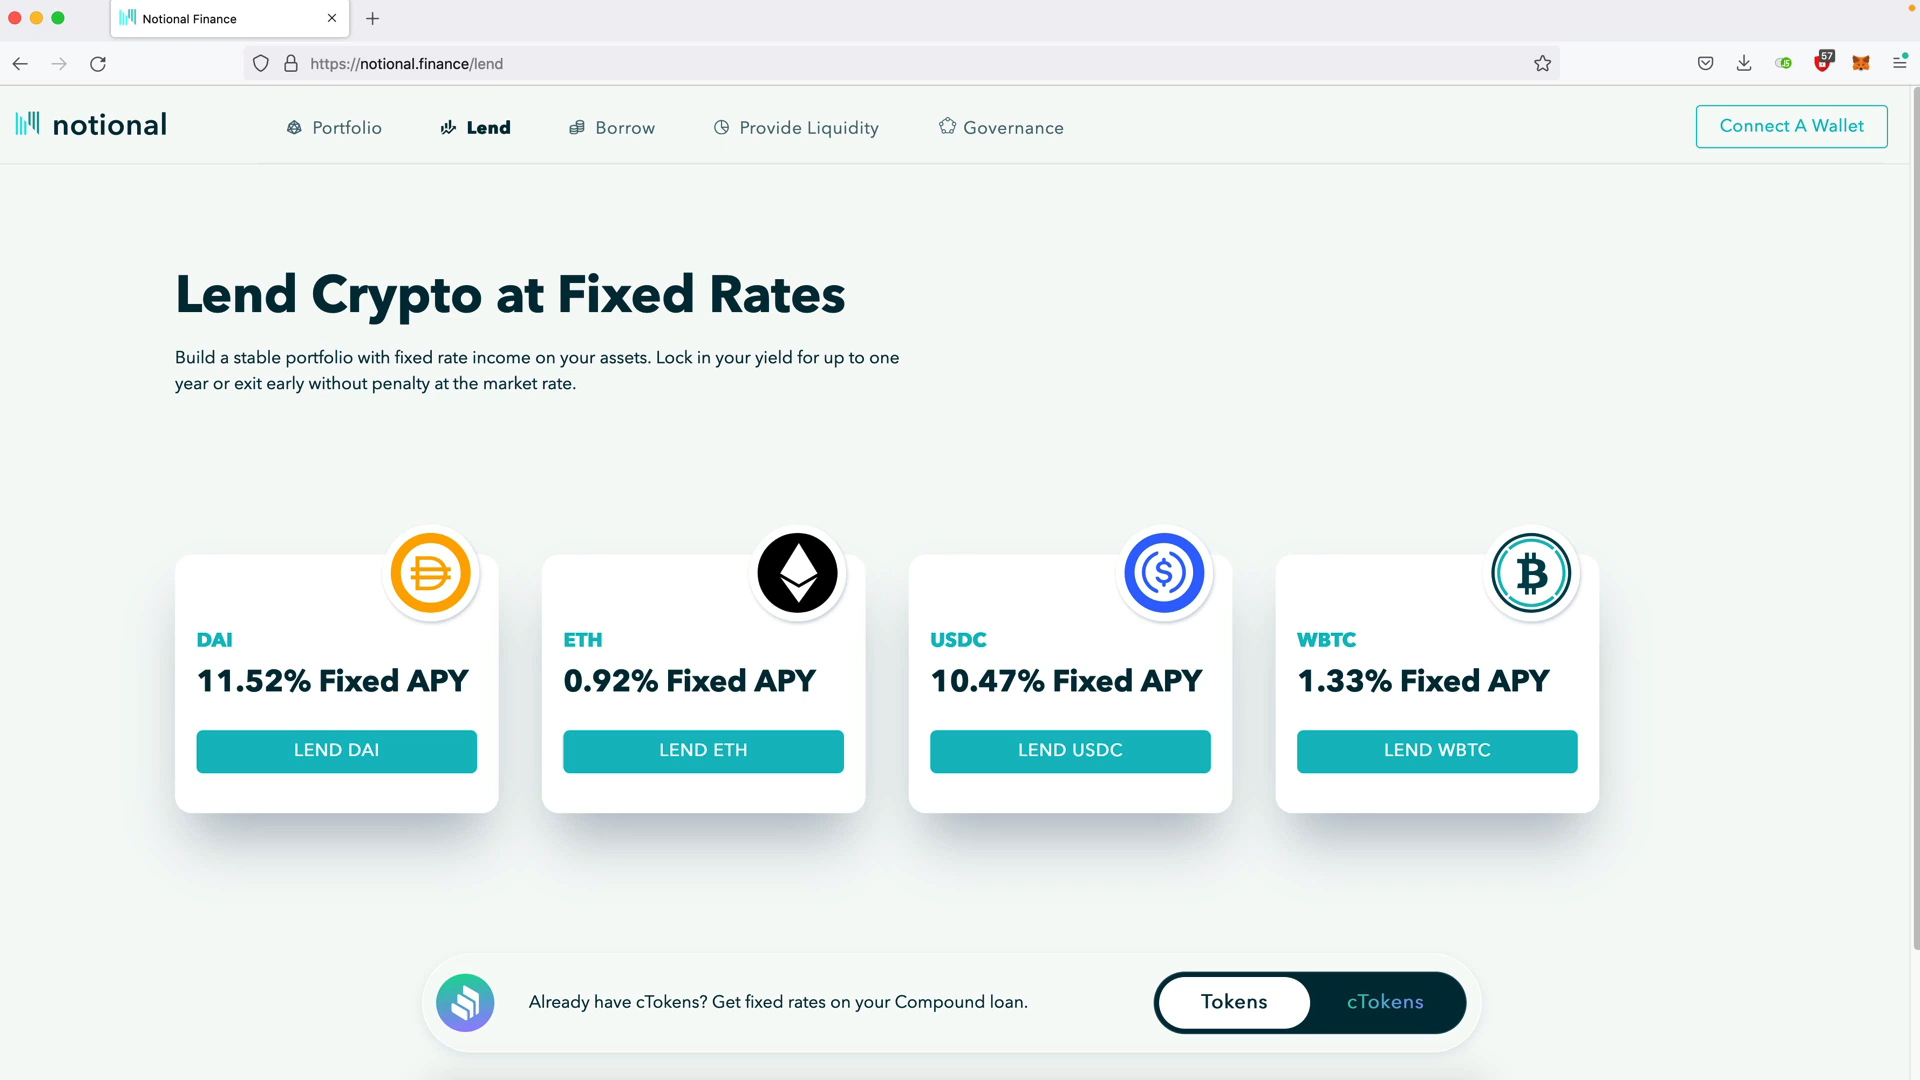 Notional Finance
https://notional.finance/lend
57
notional
Portfolio
Lend
Borrow
Provide Liquidity
Governance
Connect A Wallet
Lend Crypto at Fixed Rates
Build a stable portfolio with fixed rate income on your assets. Lock in your yield for up to one
year or exit early without penalty at the market rate.
DAI
11.52% Fixed APY
LEND DAI
ETH
0.92% Fixed APY
LEND ETH
USDC
10.47% Fixed APY
LEND USDC
WBTC
1.33% Fixed APY
LEND WBTC
Already have cTokens? Get fixed rates on your Compound loan.
Tokens
cTokens